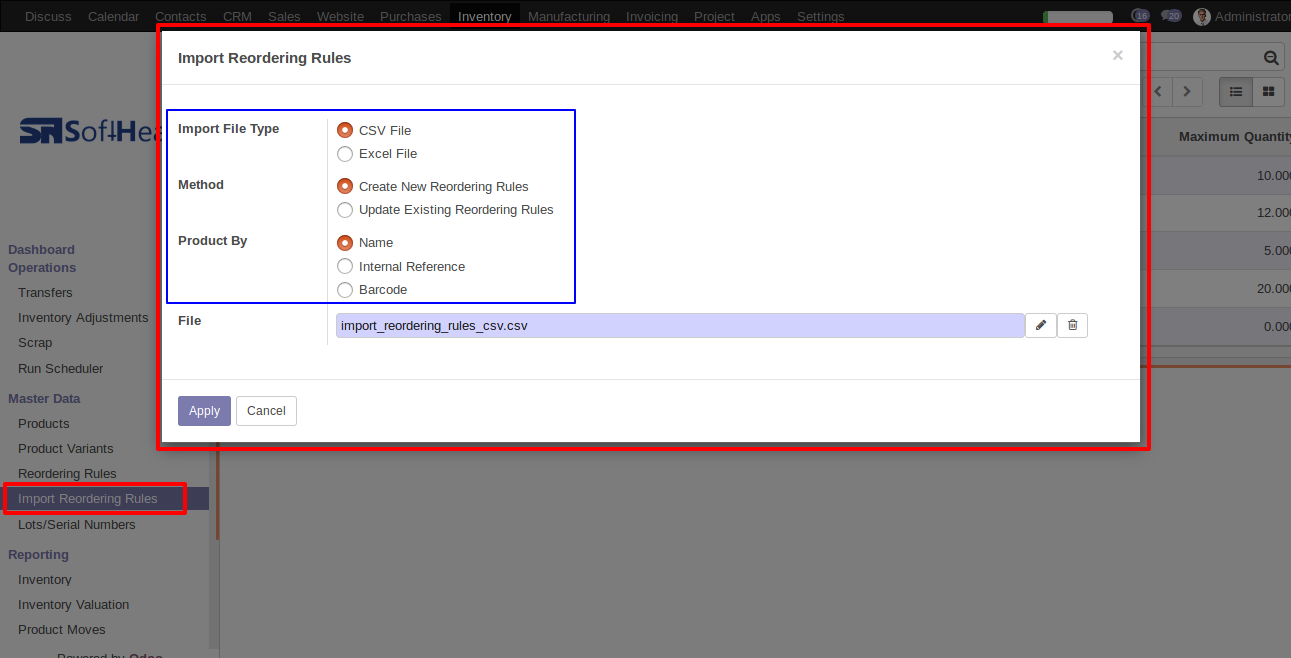 Discuss Calendar Contacts CRM Sales Website Purchases Inventory Manufacturing Invoicing Project Apps Settings 16 20 Administrator
Import Reordering Rules ×
SofHea
Import File Type
CSV File
Excel File
Method
Create New Reordering Rules
Update Existing Reordering Rules
Product By
Name
Internal Reference
Barcode
File import_reordering_rules_csv.csv
Apply Cancel
Maximum Quantity
10.000
12.000
5.000
20.000
0.000
Dashboard
Operations
Transfers
Inventory Adjustments
Scrap
Run Scheduler
Master Data
Products
Product Variants
Reordering Rules
Import Reordering Rules
Lots/Serial Numbers
Reporting
Inventory
Inventory Valuation
Product Moves
Powered by Odoo